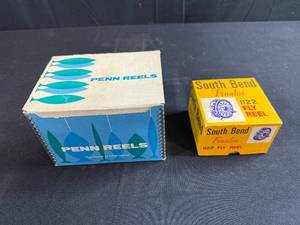 PENN REELS
PENN REELS
South Bend
Finalist
1122
FLY
REEL
South Bend
Finalist
1122 FLY REEL